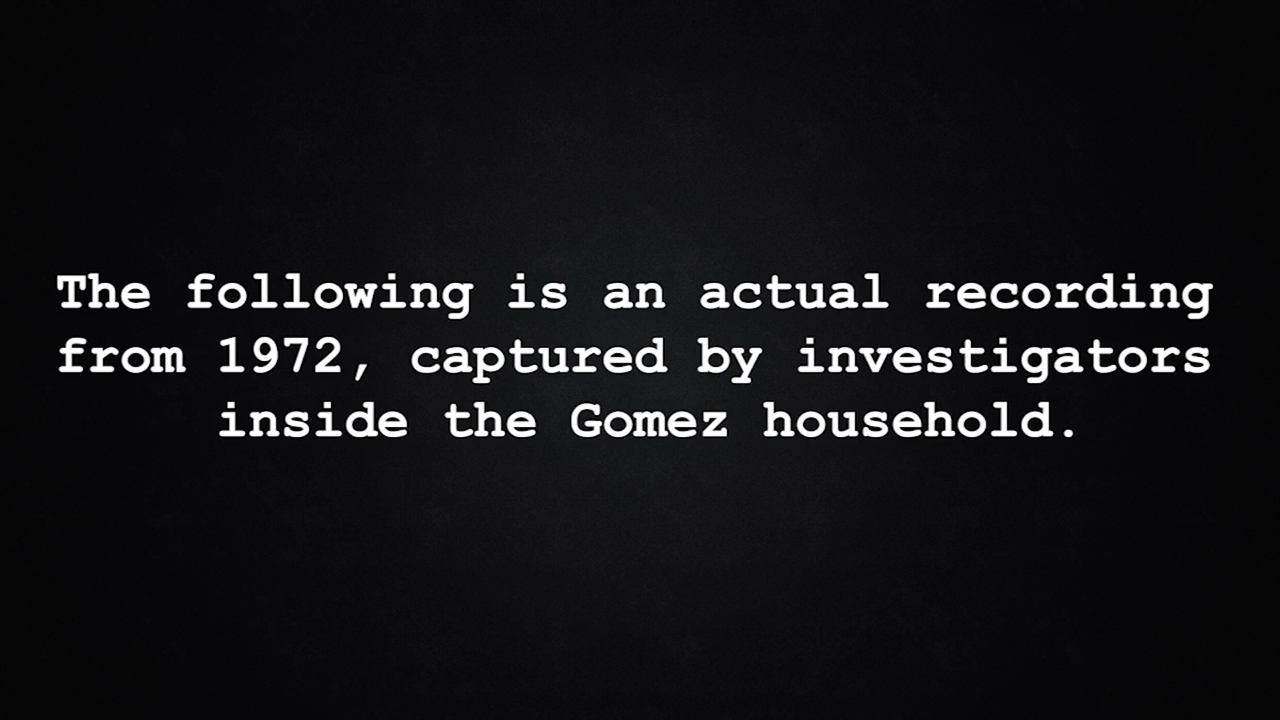 The following is an actual recording
from 1972, captured by investigators
inside the Gomez household.